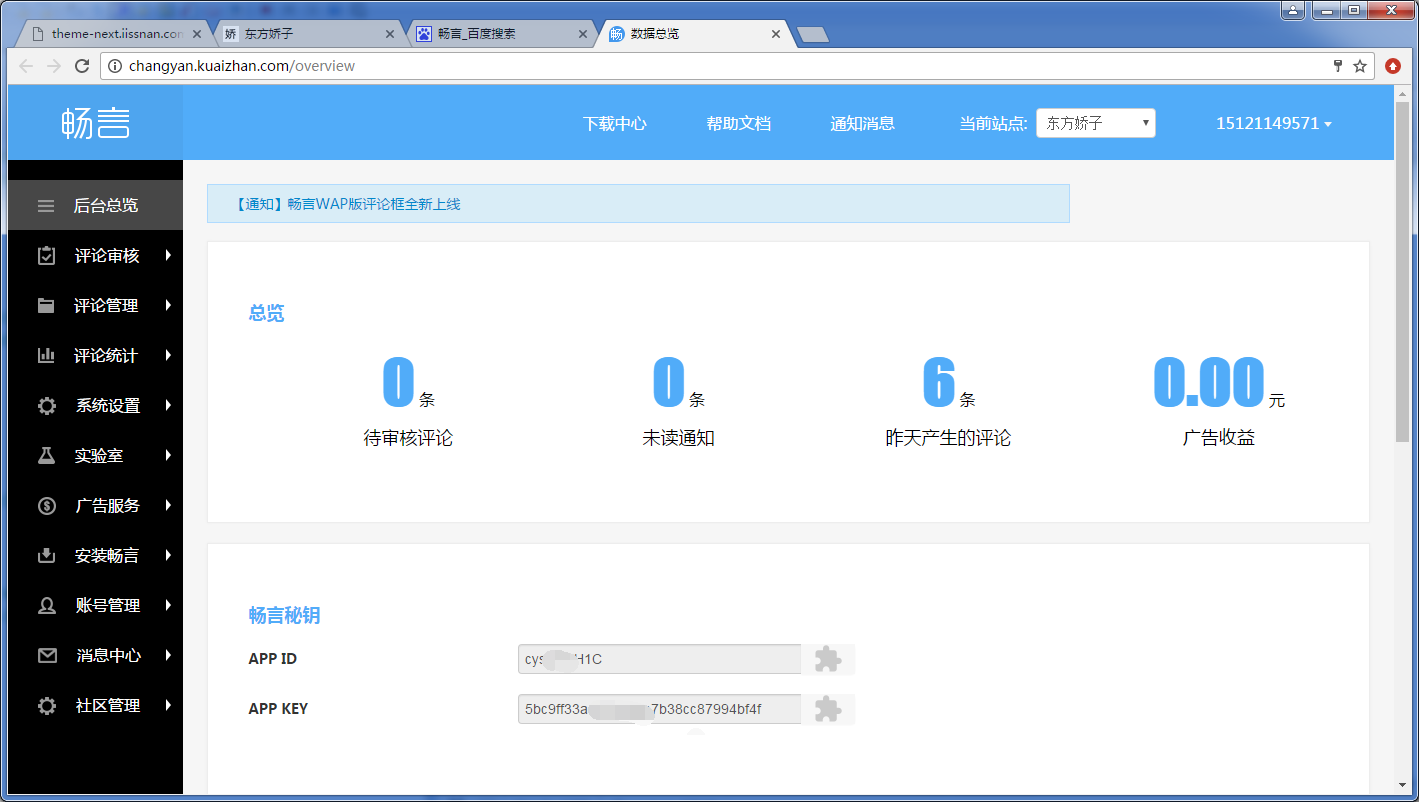 theme-next.iissnan.com
东方娇子
畅言_百度搜索
数据总览
changyan.kuaizhan.com/overview
畅言
下载中心
帮助文档
通知消息
当前站点:
东方娇子
15121149571
后台总览
评论审核
评论管理
评论统计
系统设置
实验室
广告服务
安装畅言
账号管理
消息中心
社区管理
【通知】畅言WAP版评论框全新上线
总览
0 条
待审核评论
0 条
未读通知
6 条
昨天产生的评论
0.00 元
广告收益
畅言秘钥
APP ID
cys H1C
APP KEY
5bc9ff33a 7b38cc87994bf4f